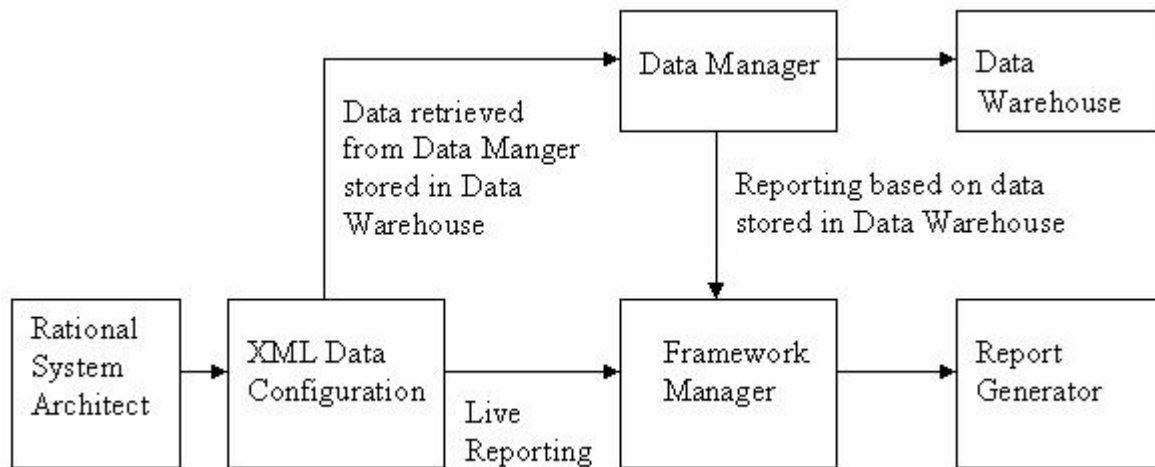 Data Manager
Data
Warehouse
Data retrieved
from Data Manger
stored in Data
Warehouse
Reporting based on data
stored in Data Warehouse
Rational
System
Architect
XML Data
Configuration
Live
Reporting
Framework
Manager
Report
Generator